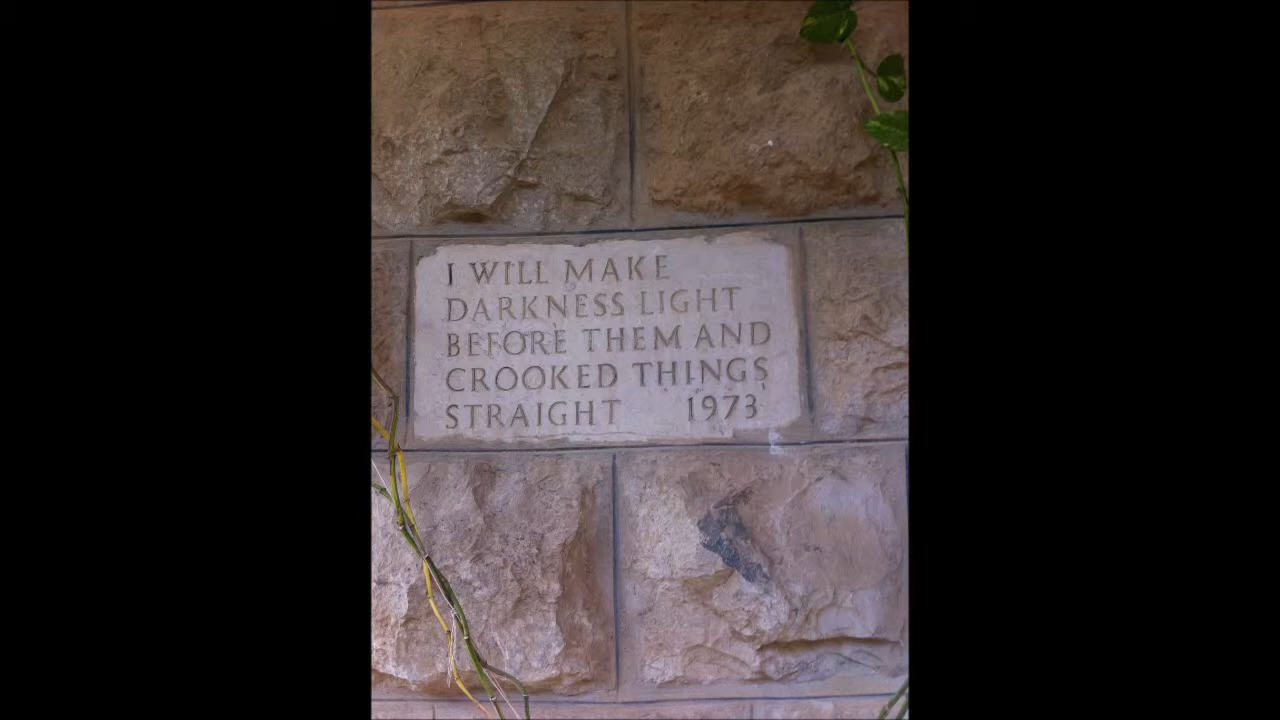 I WILL MAKE
DARKNESS LIGHT
BEFORE THEM AND
CROOKED THINGS
STRAIGHT 1973